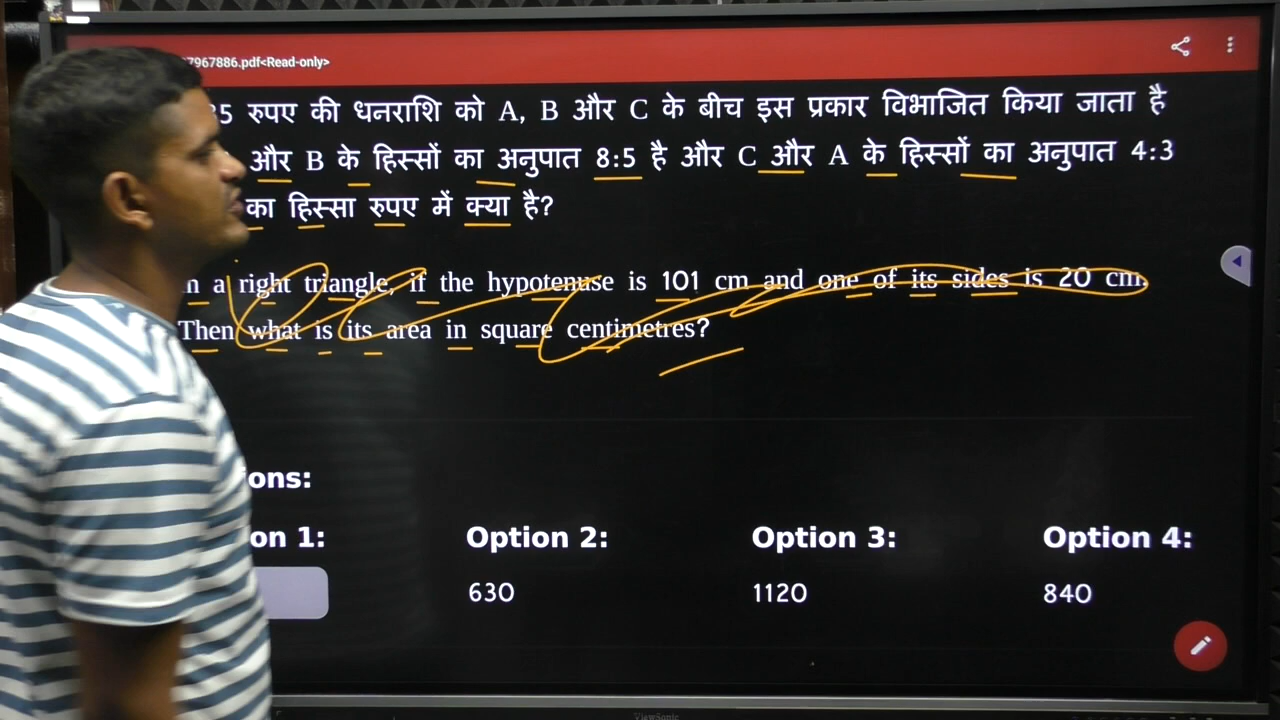 7967886.pdf<Read-only>
35 रुपए की धनराशि को A, B और C के बीच इस प्रकार विभाजित किया जाता है
और B के हिस्सों का अनुपात 8:5 है और C और A के हिस्सों का अनुपात 4:3
का हिस्सा रुपए में क्या है?
n a right triangle, if the hypotenuse is 101 cm and one of its sides is 20 cm.
Then what is its area in square centimetres?
ions:
on 1: Option 2: Option 3: Option 4:
630 1120 840
ViewSonic